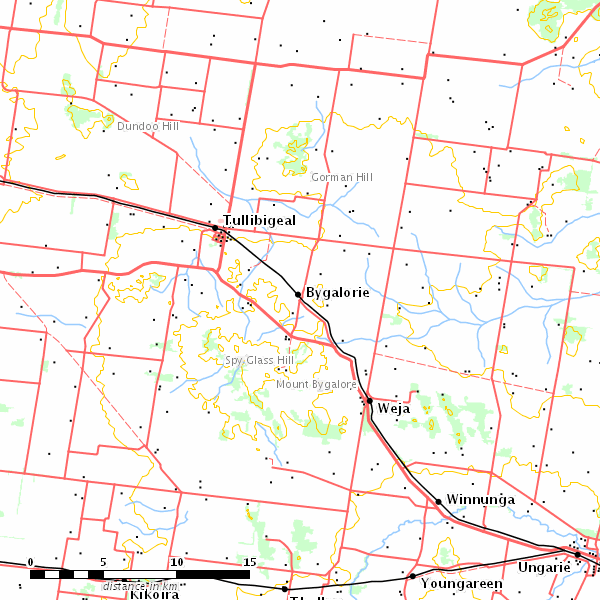 Dundoo Hill
Gorman Hill
Tullibigeal
Bygalorie
Spy Glass Hill
Mount Bygalore
Weja
Winnunga
Ungarie
0 5 10 15
distance in km
Youngareen
Kikoira